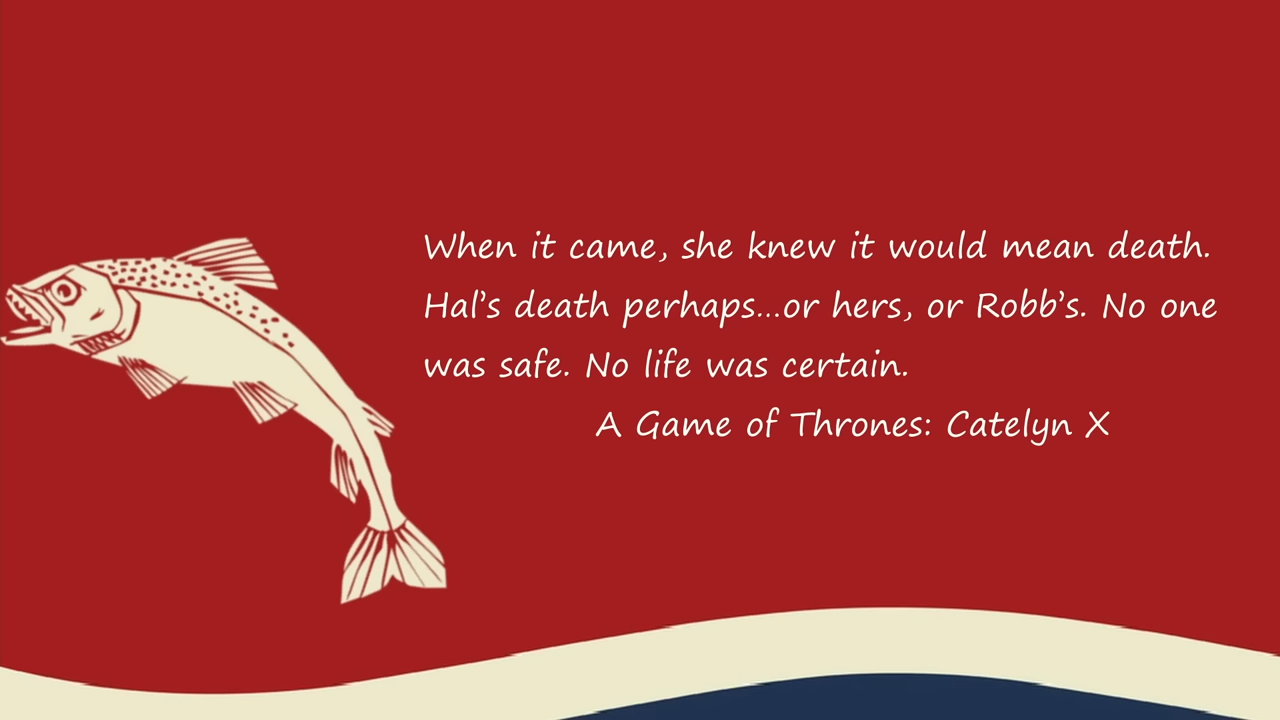 When it came, she knew it would mean death.
Hal’s death perhaps...or hers, or Robb’s. No one
was safe. No life was certain.
A Game of Thrones: Catelyn X